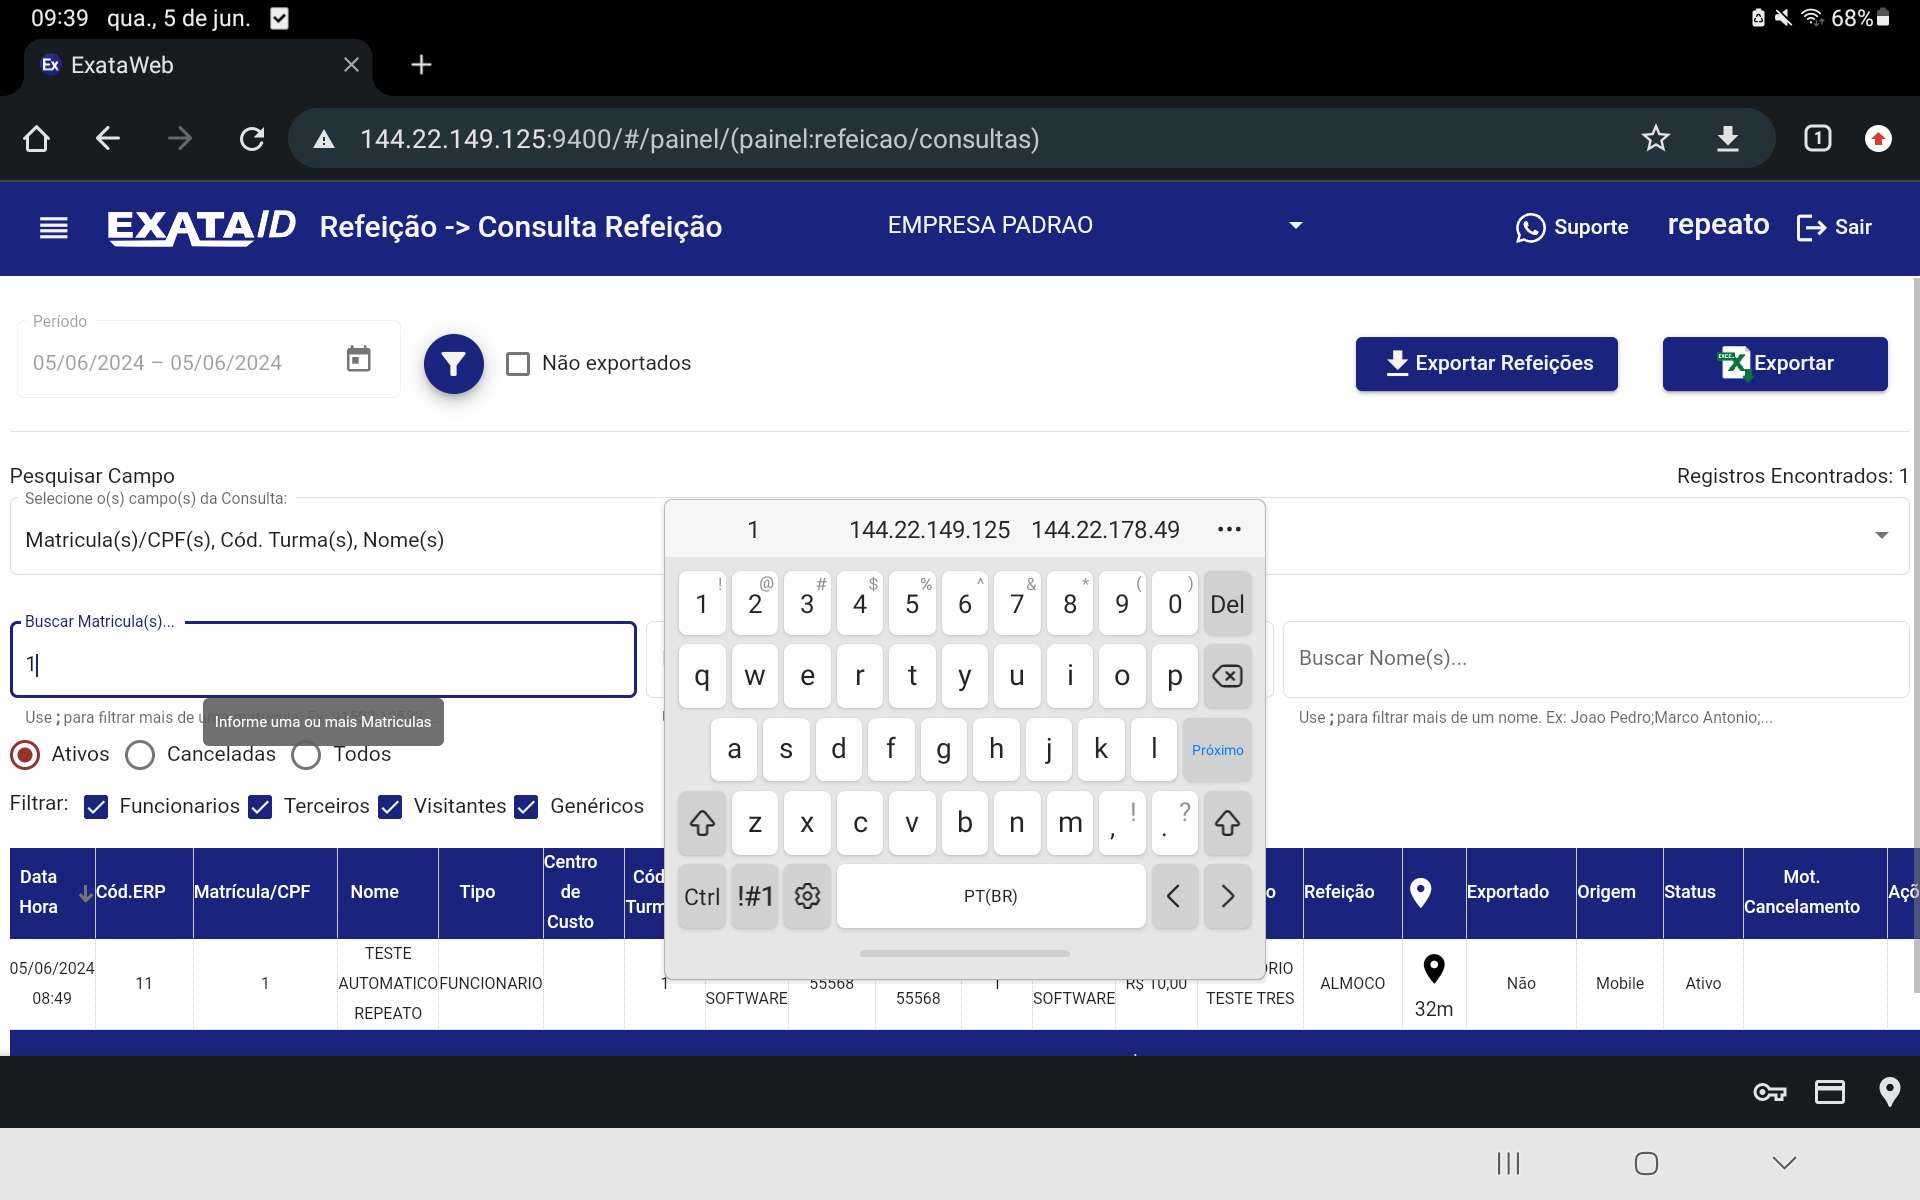 09:39 qua., 5 de jun. 68%
Ex ExataWeb
144.22.149.125:9400/#/painel/(painel:refeicao/consultas) 1
EXATA ID Refeição -> Consulta Refeição EMPRESA PADRAO Suporte repeato Sair
Período
05/06/2024 – 05/06/2024 Não exportados Exportar Refeições Exportar
Pesquisar Campo Registros Encontrados: 1
Selecione o(s) campo(s) da Consulta:
Matricula(s)/CPF(s), Cód. Turma(s), Nome(s)
1 144.22.149.125 144.22.178.49 •••
! @ # $ % ^ & * ( )
1 2 3 4 5 6 7 8 9 0 Del
Buscar Matricula(s)...
1
Buscar Nome(s)...
q w e r t y u i o p
Use ; para filtrar mais de u
Informe uma ou mais Matriculas
Use ; para filtrar mais de um nome. Ex: Joao Pedro;Marco Antonio;...
a s d f g h j k l Próximo
Ativos Canceladas Todos
Filtrar: Funcionarios Terceiros Visitantes Genéricos
z x c v b n m , ! . ?
Ctrl !#1 PT(BR) < >
Data Hora Cód.ERP Matrícula/CPF Nome Tipo Centro de Custo Cód Turm o Refeição Exportado Origem Status Mot. Cancelamento Açõ
05/06/2024 08:49 11 1 TESTE AUTOMATICO REPEATO FUNCIONARIO 1 SOFTWARE 55568 55568 1 SOFTWARE R$ 10,00 ÓRIO TESTE TRES ALMOCO 32m Não Mobile Ativo